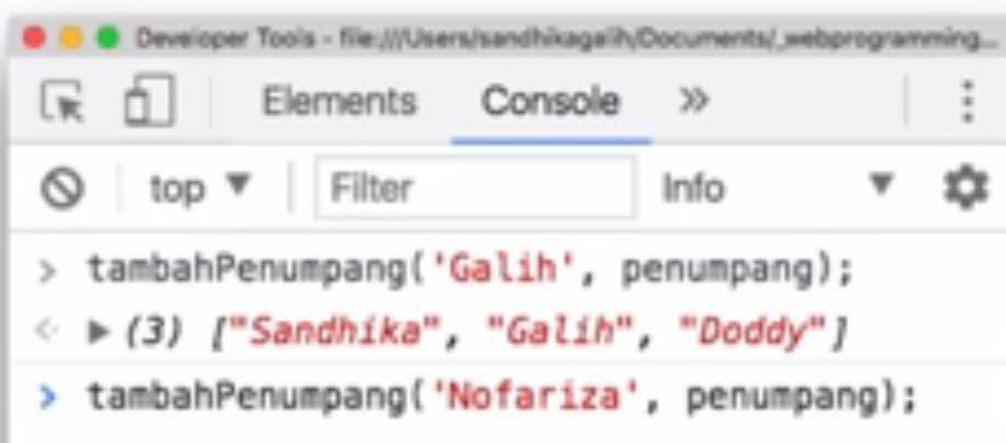 Developer Tools - file:///Users/sandhikagalih/Documents/_webprogramming...
Elements Console »
top ▼ Filter Info ▼
> tambahPenumpang('Galih', penumpang);
<· ▶ (3) ["Sandhika", "Galih", "Doddy"]
> tambahPenumpang('Nofariza', penumpang);